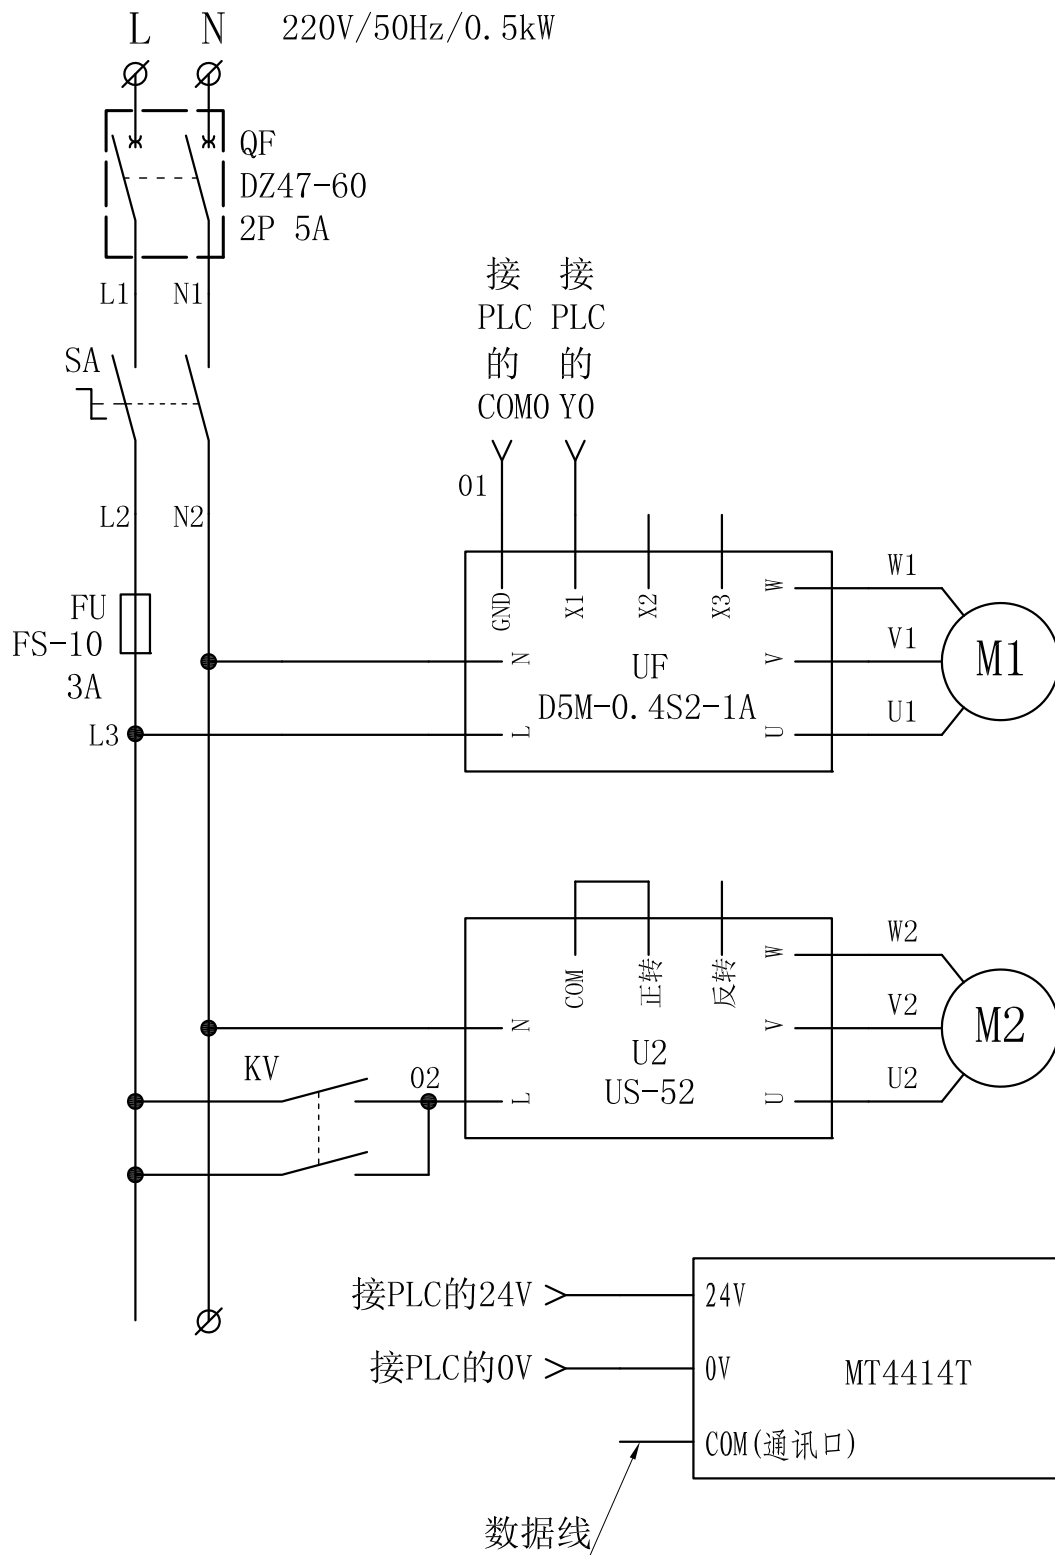 L N 220V/50Hz/0.5kW
QF
DZ47-60
2P 5A
L1 N1
SA
接 接
PLC PLC
的 的
COM0 Y0
01
L2 N2
FU
FS-10
3A
L3
GND X1 X2 X3
N
L
UF
D5M-0.4S2-1A
W
V
U
W1
V1
U1
M1
COM 正转 反转
N
L
U2
US-52
W
V
U
W2
V2
U2
M2
KV
02
接PLC的24V
24V
接PLC的0V
0V
MT4414T
COM(通讯口)
数据线